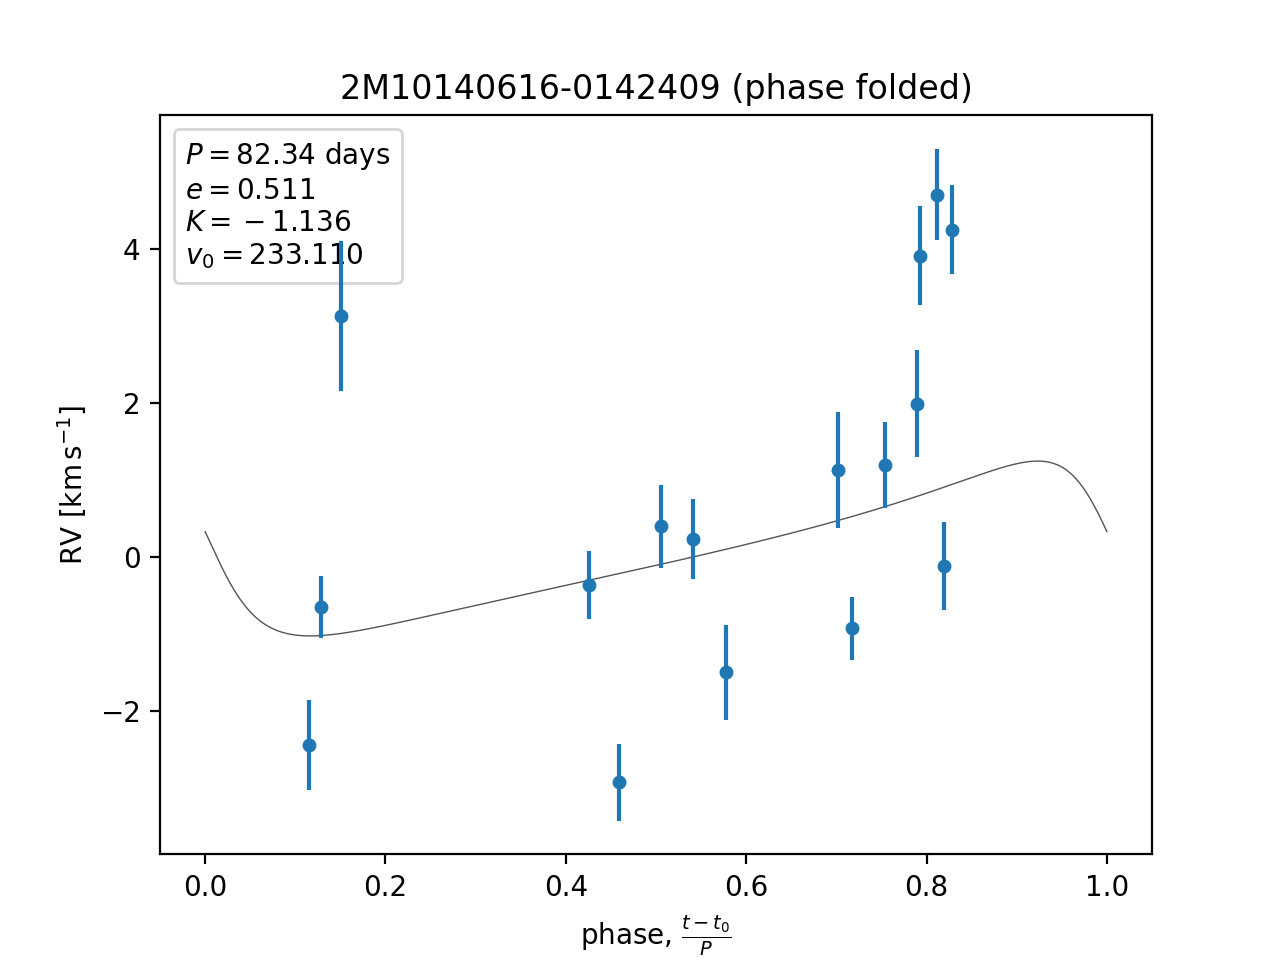 2M10140616-0142409 (phase folded)
P = 82.34 days
e = 0.511
K = −1.136
v₀ = 233.110
4
2
0
−2
RV [km s⁻¹]
0.0 0.2 0.4 0.6 0.8 1.0
phase, (t − t₀)/P